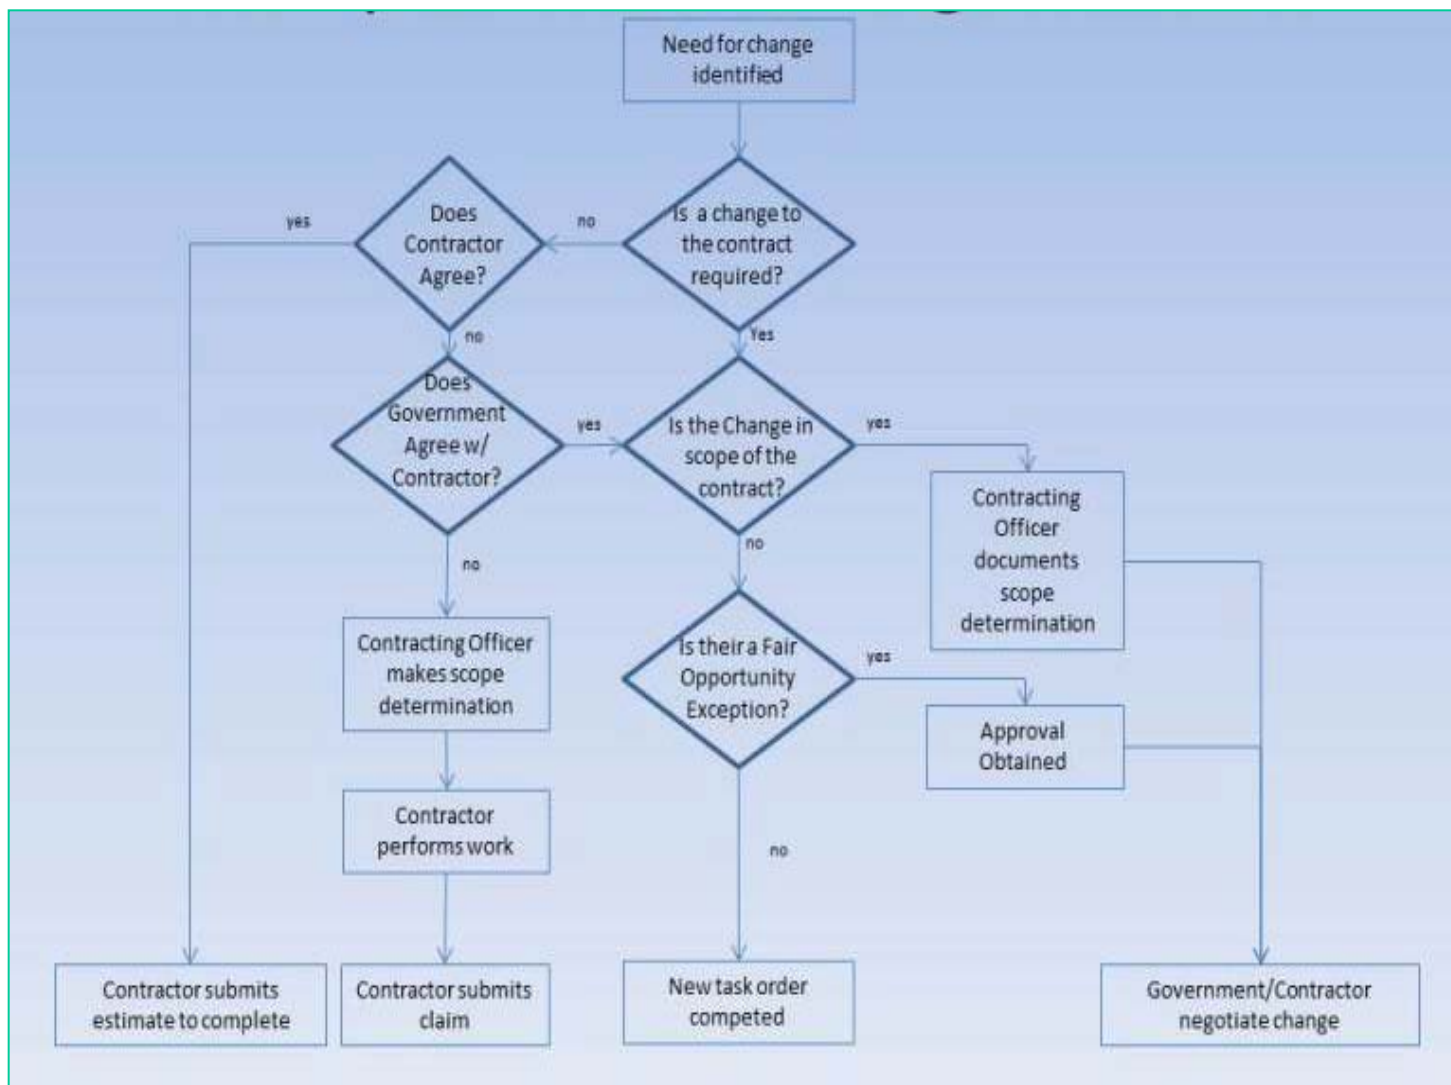 Need for change
identified
Is a change to
the contract
required?
no
Does
Contractor
Agree?
yes
no
Yes
Does
Government
Agree w/
Contractor?
yes
Is the Change in
scope of the
contract?
yes
Contracting
Officer
documents
scope
determination
no
no
Contracting Officer
makes scope
determination
Is their a Fair
Opportunity
Exception?
yes
Approval
Obtained
Contractor
performs work
no
Contractor submits
estimate to complete
Contractor submits
claim
New task order
competed
Government/Contractor
negotiate change